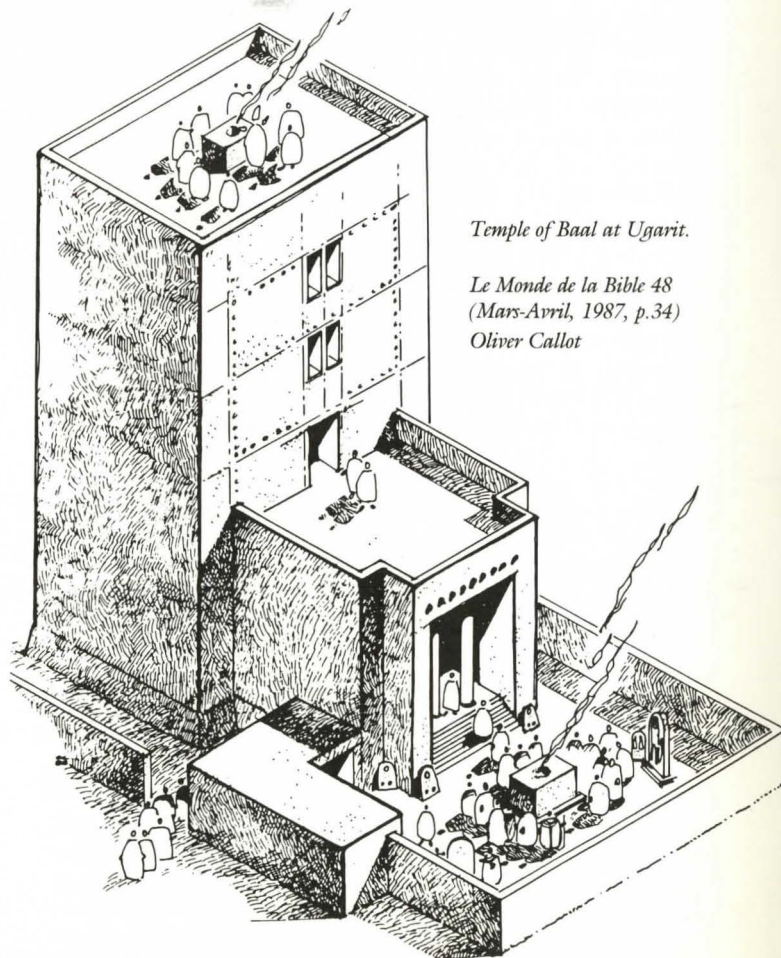 Temple of Baal at Ugarit.
Le Monde de la Bible 48
(Mars-Avril, 1987, p.34)
Oliver Callot